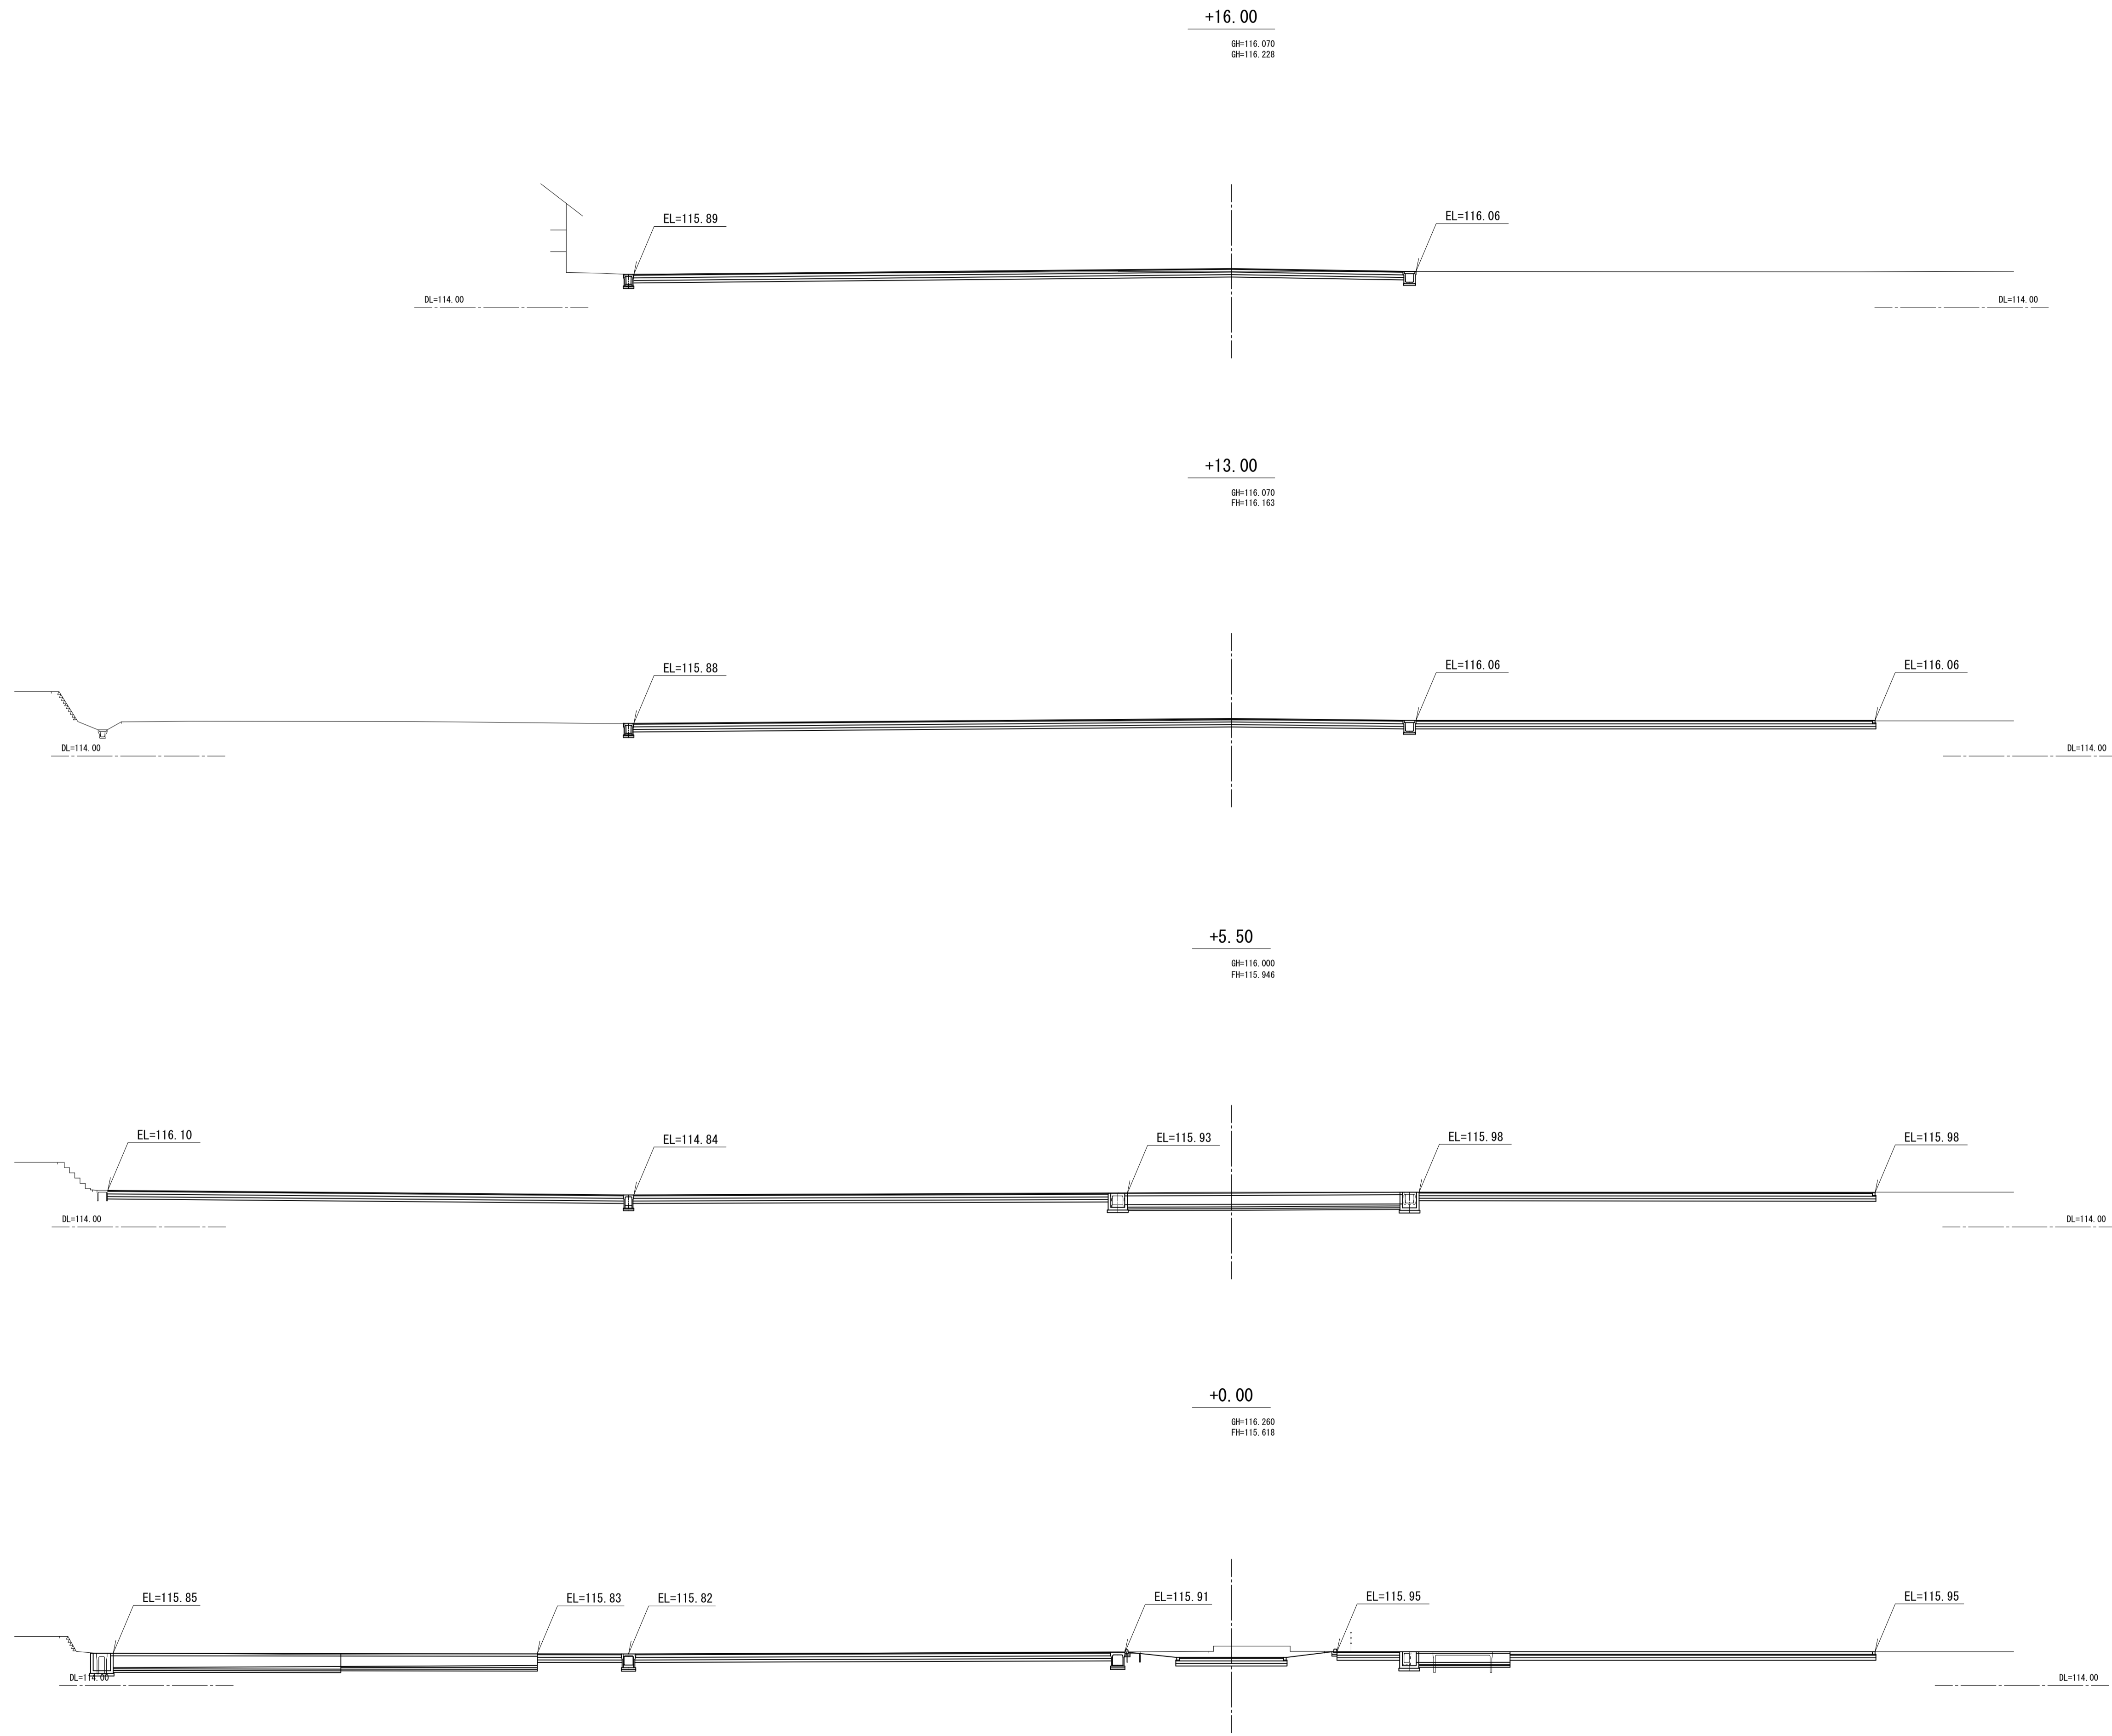 +16.00
GH=116.070
GH=116.228
EL=115.89
EL=116.06
DL=114.00
DL=114.00
+13.00
GH=116.070
FH=116.163
EL=115.88
EL=116.06
EL=116.06
DL=114.00
DL=114.00
+5.50
GH=116.000
FH=115.946
EL=116.10
EL=114.84
EL=115.93
EL=115.98
EL=115.98
DL=114.00
DL=114.00
+0.00
GH=116.260
FH=115.618
EL=115.85
EL=115.83
EL=115.82
EL=115.91
EL=115.95
EL=115.95
DL=114.00
DL=114.00